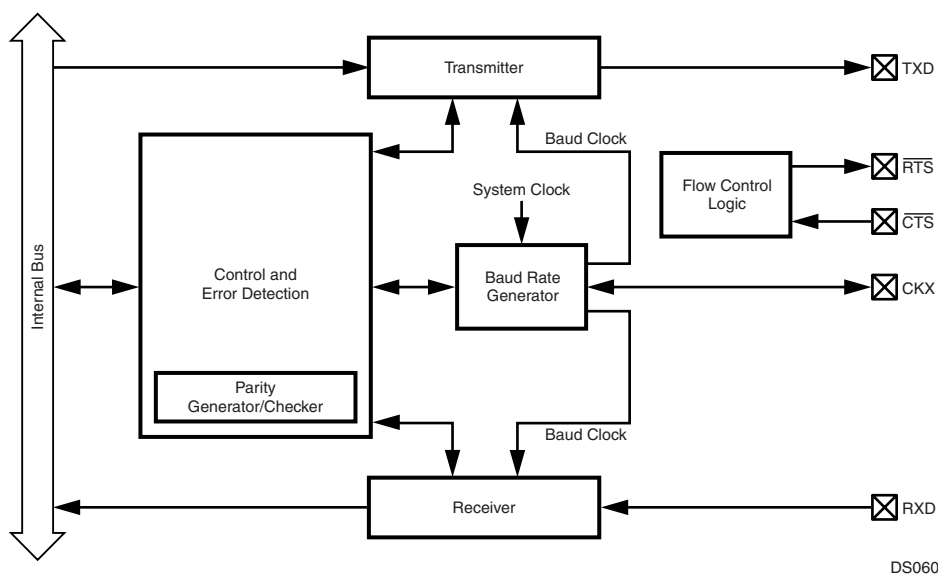 Transmitter
TXD
Baud Clock
RTS
Flow Control
Logic
System Clock
CTS
Internal Bus
Control and
Error Detection
Baud Rate
Generator
CKX
Parity
Generator/Checker
Baud Clock
Receiver
RXD
DS060